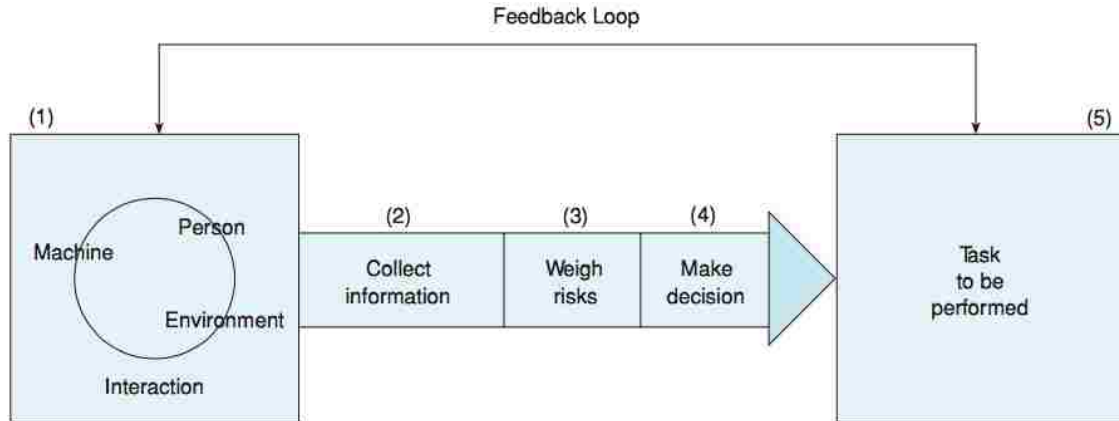 Feedback Loop
(1)
(5)
Person
Machine
Environment
Interaction
(2)
(3)
(4)
Collect
information
Weigh
risks
Make
decision
Task
to be
performed